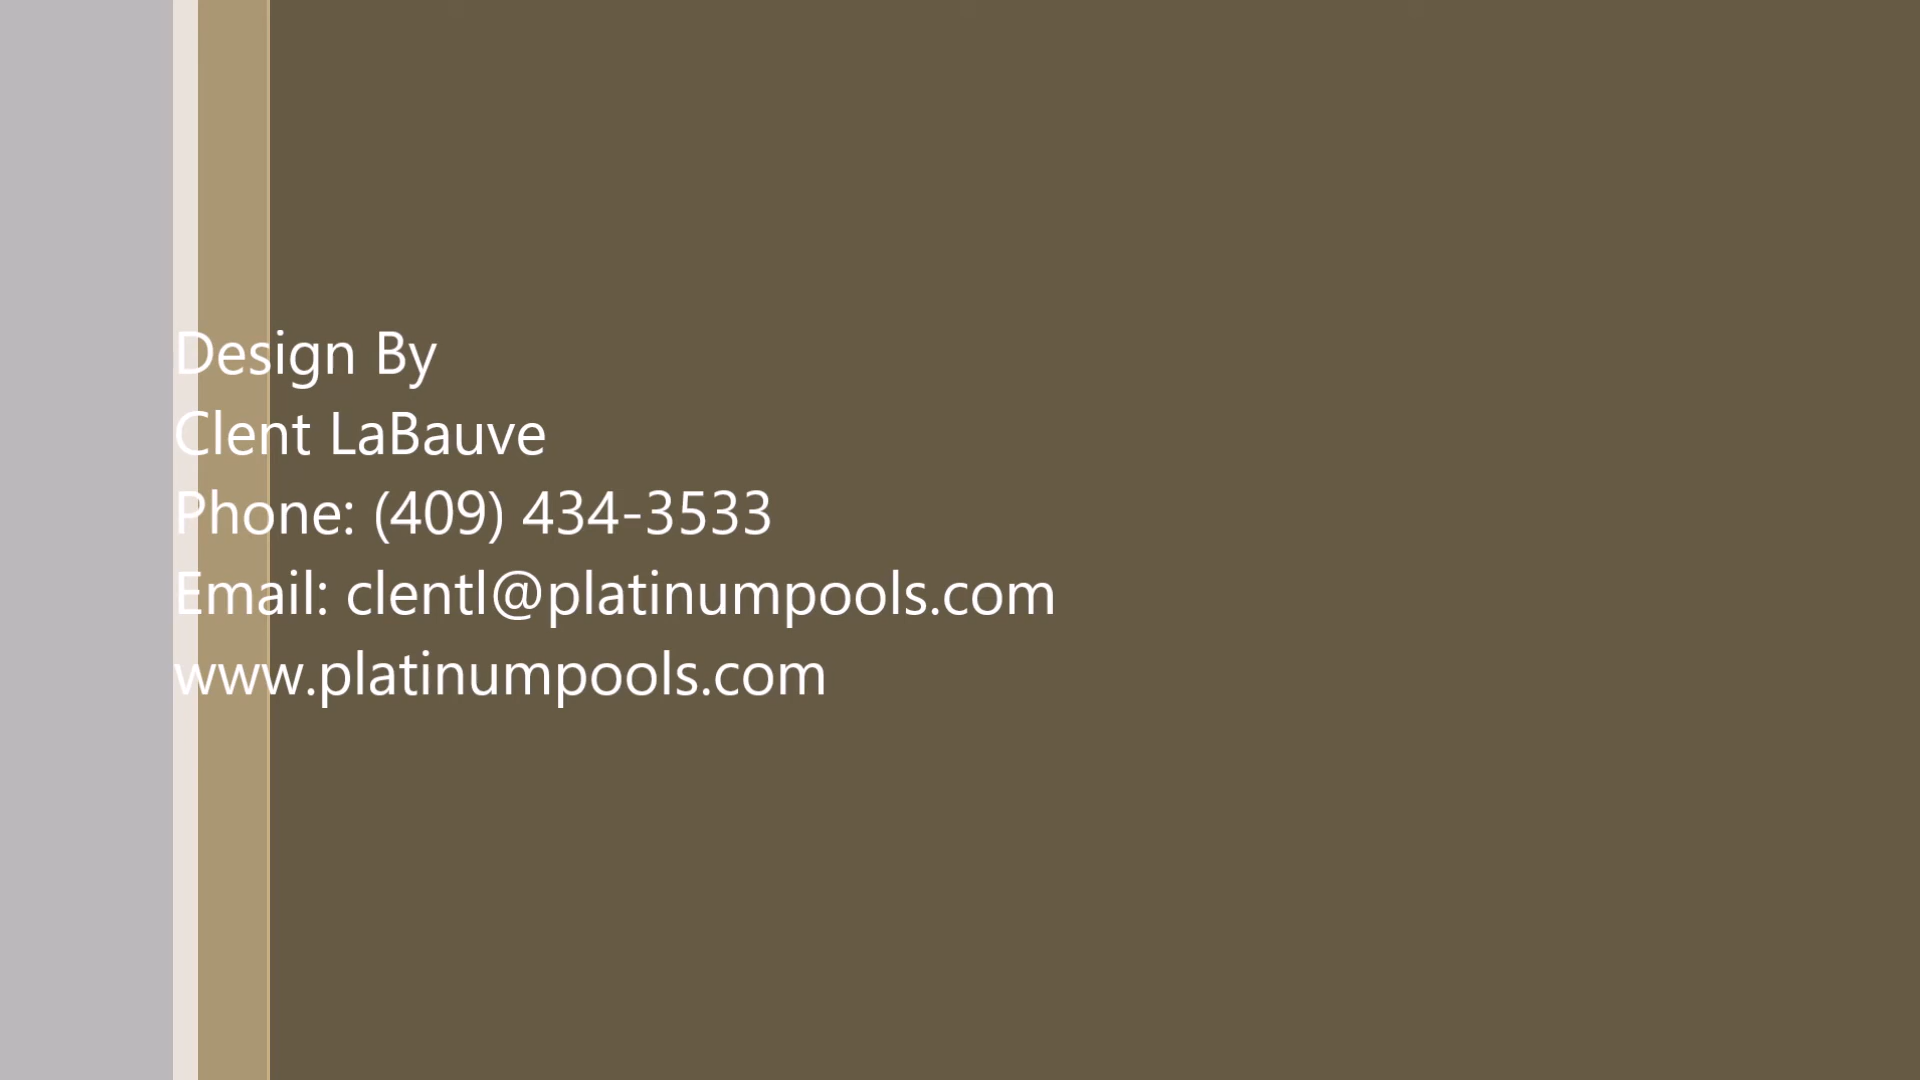 Design By
Clent LaBauve
Phone: (409) 434-3533
Email: clentl@platinumpools.com
www.platinumpools.com